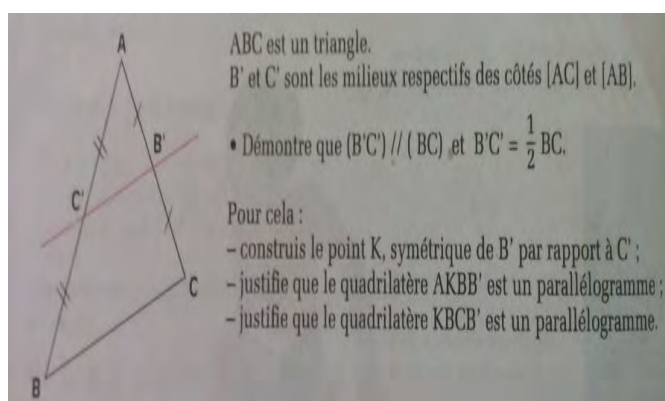 ABC est un triangle.
B' et C' sont les milieux respectifs des côtés [AC] et [AB].
• Démontre que (B'C') // ( BC) et B'C' = 1/2 BC.
Pour cela :
– construis le point K, symétrique de B' par rapport à C' ;
– justifie que le quadrilatère AKBB' est un parallélogramme ;
– justifie que le quadrilatère KBCB' est un parallélogramme.
A
B'
C'
C
B